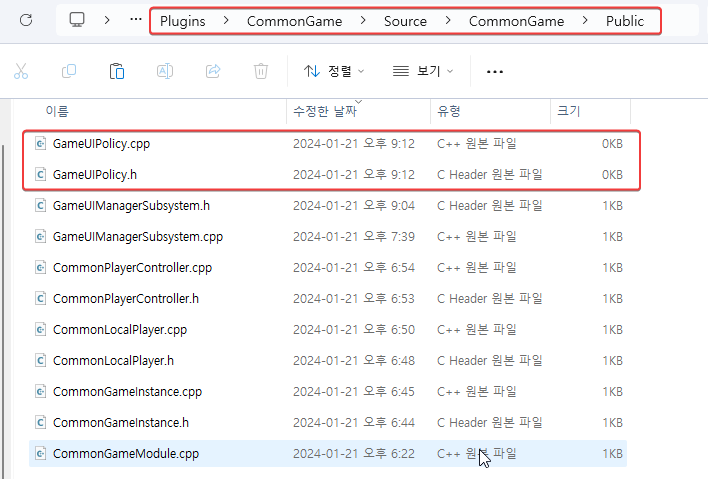 Plugins > CommonGame > Source > CommonGame > Public
정렬 보기
이름 수정한 날짜 유형 크기
GameUIPolicy.cpp 2024-01-21 오후 9:12 C++ 원본 파일 0KB
GameUIPolicy.h 2024-01-21 오후 9:12 C Header 원본 파일 0KB
GameUIManagerSubsystem.h 2024-01-21 오후 9:04 C Header 원본 파일 1KB
GameUIManagerSubsystem.cpp 2024-01-21 오후 7:39 C++ 원본 파일 1KB
CommonPlayerController.cpp 2024-01-21 오후 6:54 C++ 원본 파일 1KB
CommonPlayerController.h 2024-01-21 오후 6:53 C Header 원본 파일 1KB
CommonLocalPlayer.cpp 2024-01-21 오후 6:50 C++ 원본 파일 1KB
CommonLocalPlayer.h 2024-01-21 오후 6:48 C Header 원본 파일 1KB
CommonGameInstance.cpp 2024-01-21 오후 6:45 C++ 원본 파일 1KB
CommonGameInstance.h 2024-01-21 오후 6:44 C Header 원본 파일 1KB
CommonGameModule.cpp 2024-01-21 오후 6:22 C++ 원본 파일 1KB